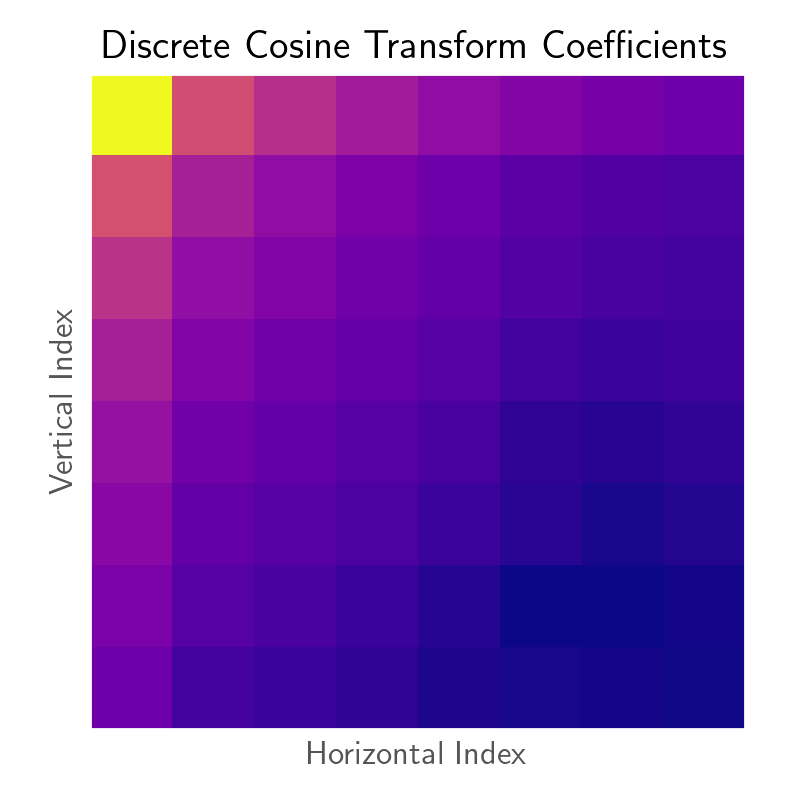 Discrete Cosine Transform Coefficients
Vertical Index
Horizontal Index